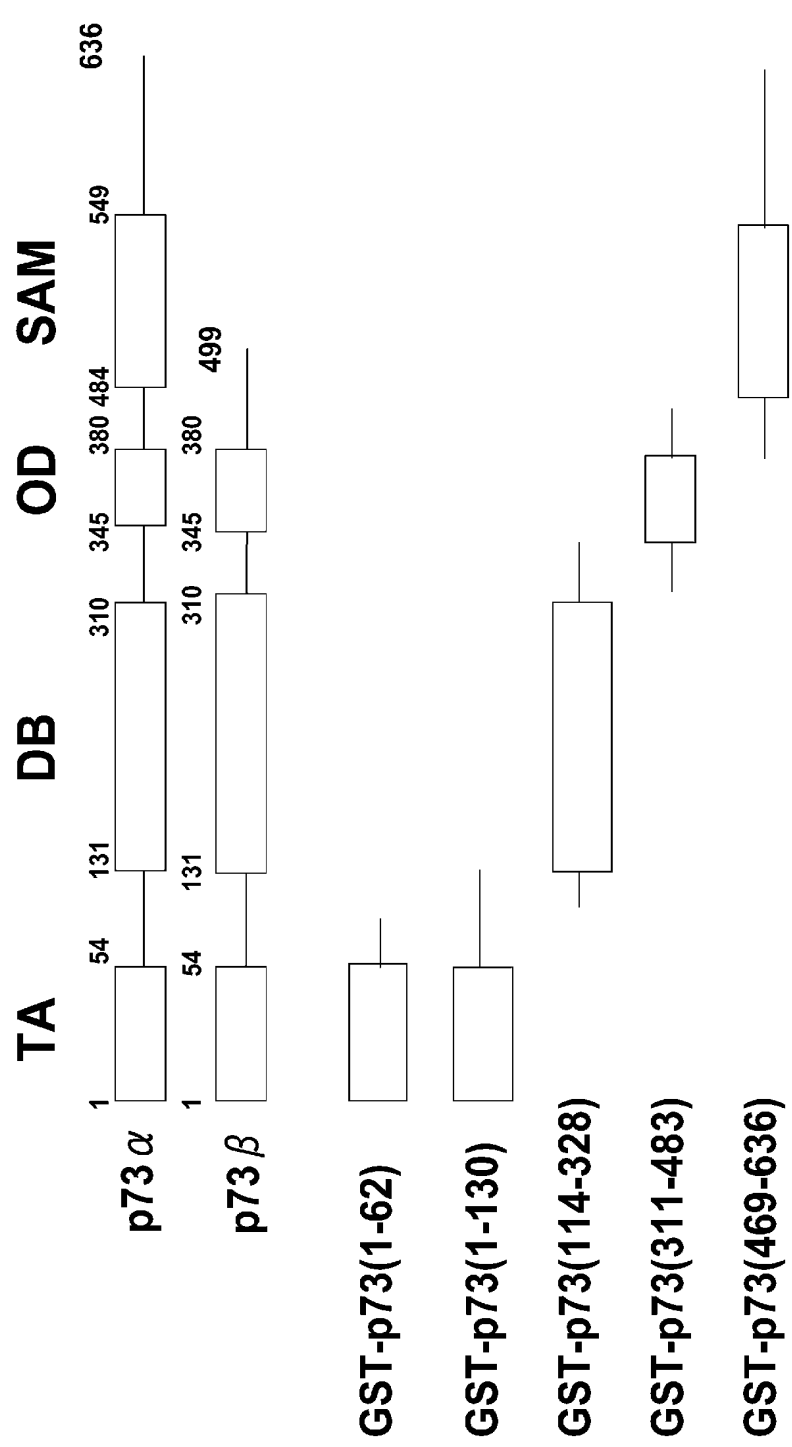 TA DB OD SAM
1 54 131 310 345 380 484 549 636
p73 α
1 54 131 310 345 380 499
p73 β
GST-p73(1-62)
GST-p73(1-130)
GST-p73(114-328)
GST-p73(311-483)
GST-p73(469-636)